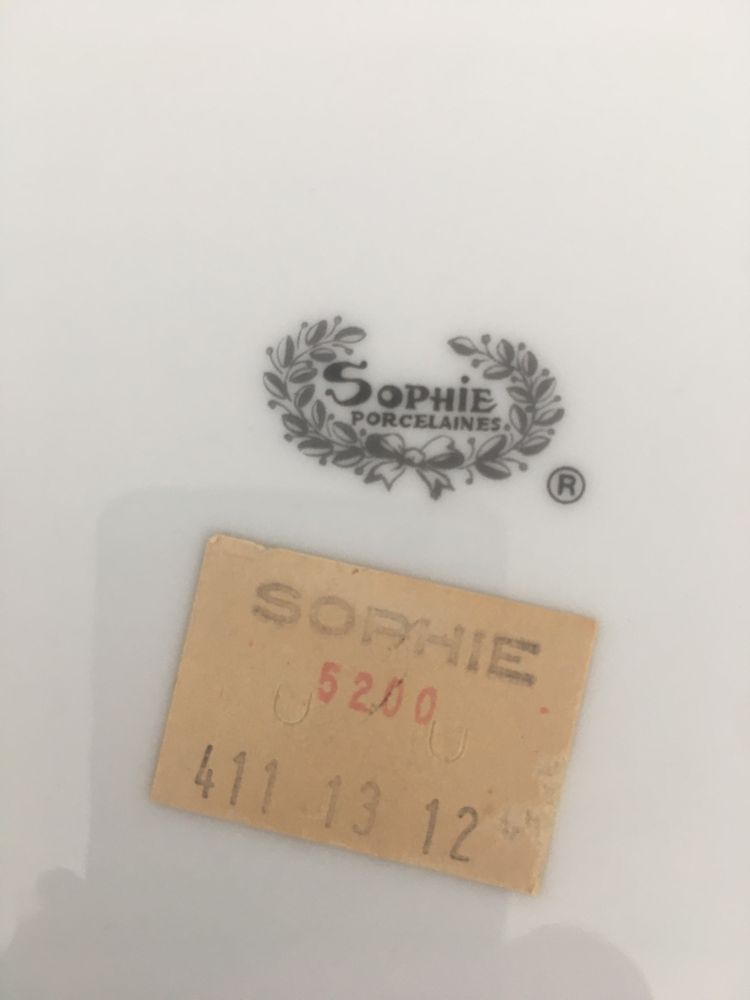 SOPHIE
PORCELAINES.
®
SOPHIE
5200
411 13 12